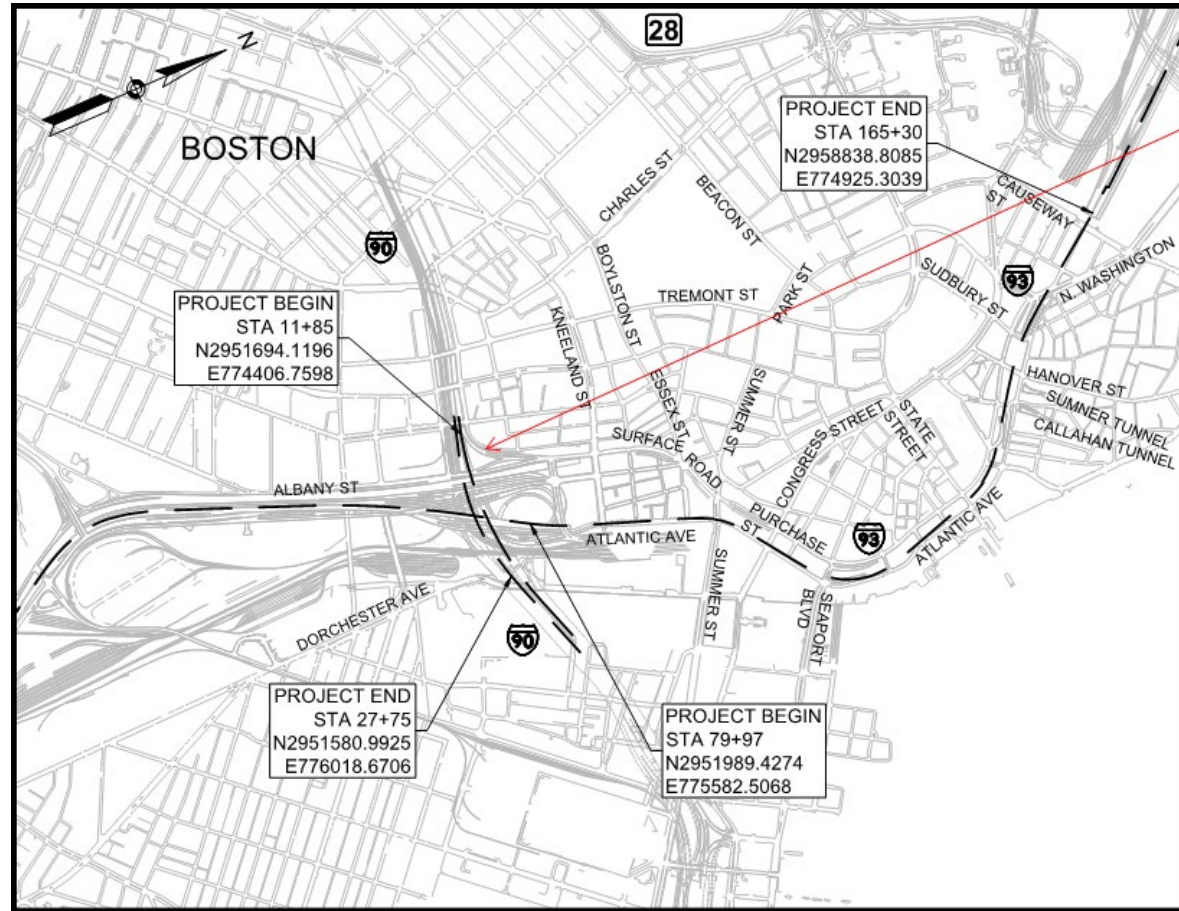 28
N
BOSTON
PROJECT END
STA 165+30
N2958838.8085
E774925.3039
CHARLES ST
BEACON ST
CAUSEWAY
ST
90
BOYLSTON ST
PARK ST
SUDBURY ST
93
N. WASHINGTON
PROJECT BEGIN
STA 11+85
N2951694.1196
E774406.7598
KNEELAND ST
TREMONT ST
HANOVER ST
SUMNER TUNNEL
CALLAHAN TUNNEL
ESSEX ST
SUMMER ST
CONGRESS STREET
STATE
STREET
SURFACE ROAD
ALBANY ST
ATLANTIC AVE
PURCHASE
ST
93
ATLANTIC AVE
DORCHESTER AVE
SUMMER ST
SEAPORT
BLVD
90
PROJECT END
STA 27+75
N2951580.9925
E776018.6706
PROJECT BEGIN
STA 79+97
N2951989.4274
E775582.5068